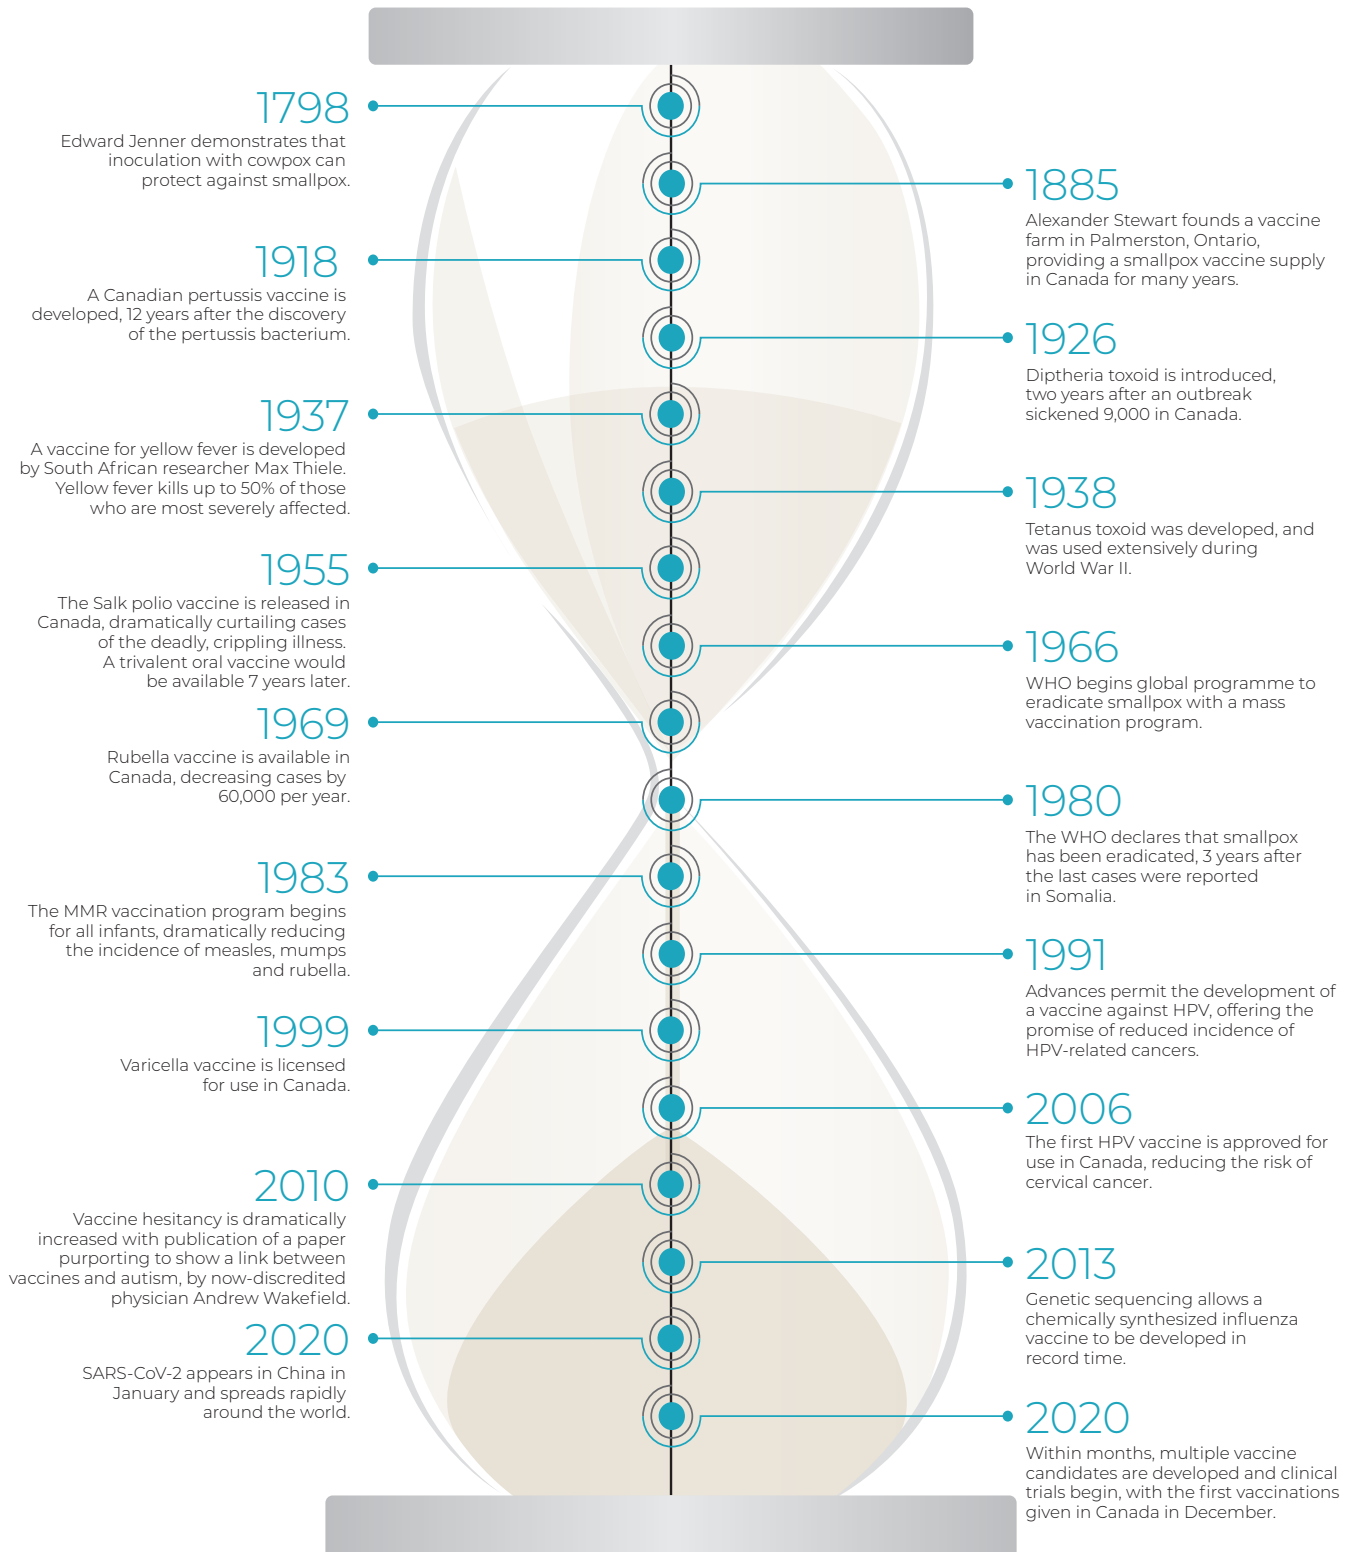 1798
Edward Jenner demonstrates that
inoculation with cowpox can
protect against smallpox.
1885
Alexander Stewart founds a vaccine
farm in Palmerston, Ontario,
providing a smallpox vaccine supply
in Canada for many years.
1918
A Canadian pertussis vaccine is
developed, 12 years after the discovery
of the pertussis bacterium.
1926
Diptheria toxoid is introduced,
two years after an outbreak
sickened 9,000 in Canada.
1937
A vaccine for yellow fever is developed
by South African researcher Max Thiele.
Yellow fever kills up to 50% of those
who are most severely affected.
1938
Tetanus toxoid was developed, and
was used extensively during
World War II.
1955
The Salk polio vaccine is released in
Canada, dramatically curtailing cases
of the deadly, crippling illness.
A trivalent oral vaccine would
be available 7 years later.
1966
WHO begins global programme to
eradicate smallpox with a mass
vaccination program.
1969
Rubella vaccine is available in
Canada, decreasing cases by
60,000 per year.
1980
The WHO declares that smallpox
has been eradicated, 3 years after
the last cases were reported
in Somalia.
1983
The MMR vaccination program begins
for all infants, dramatically reducing
the incidence of measles, mumps
and rubella.
1991
Advances permit the development of
a vaccine against HPV, offering the
promise of reduced incidence of
HPV-related cancers.
1999
Varicella vaccine is licensed
for use in Canada.
2006
The first HPV vaccine is approved for
use in Canada, reducing the risk of
cervical cancer.
2010
Vaccine hesitancy is dramatically
increased with publication of a paper
purporting to show a link between
vaccines and autism, by now-discredited
physician Andrew Wakefield.
2013
Genetic sequencing allows a
chemically synthesized influenza
vaccine to be developed in
record time.
2020
SARS-CoV-2 appears in China in
January and spreads rapidly
around the world.
2020
Within months, multiple vaccine
candidates are developed and clinical
trials begin, with the first vaccinations
given in Canada in December.